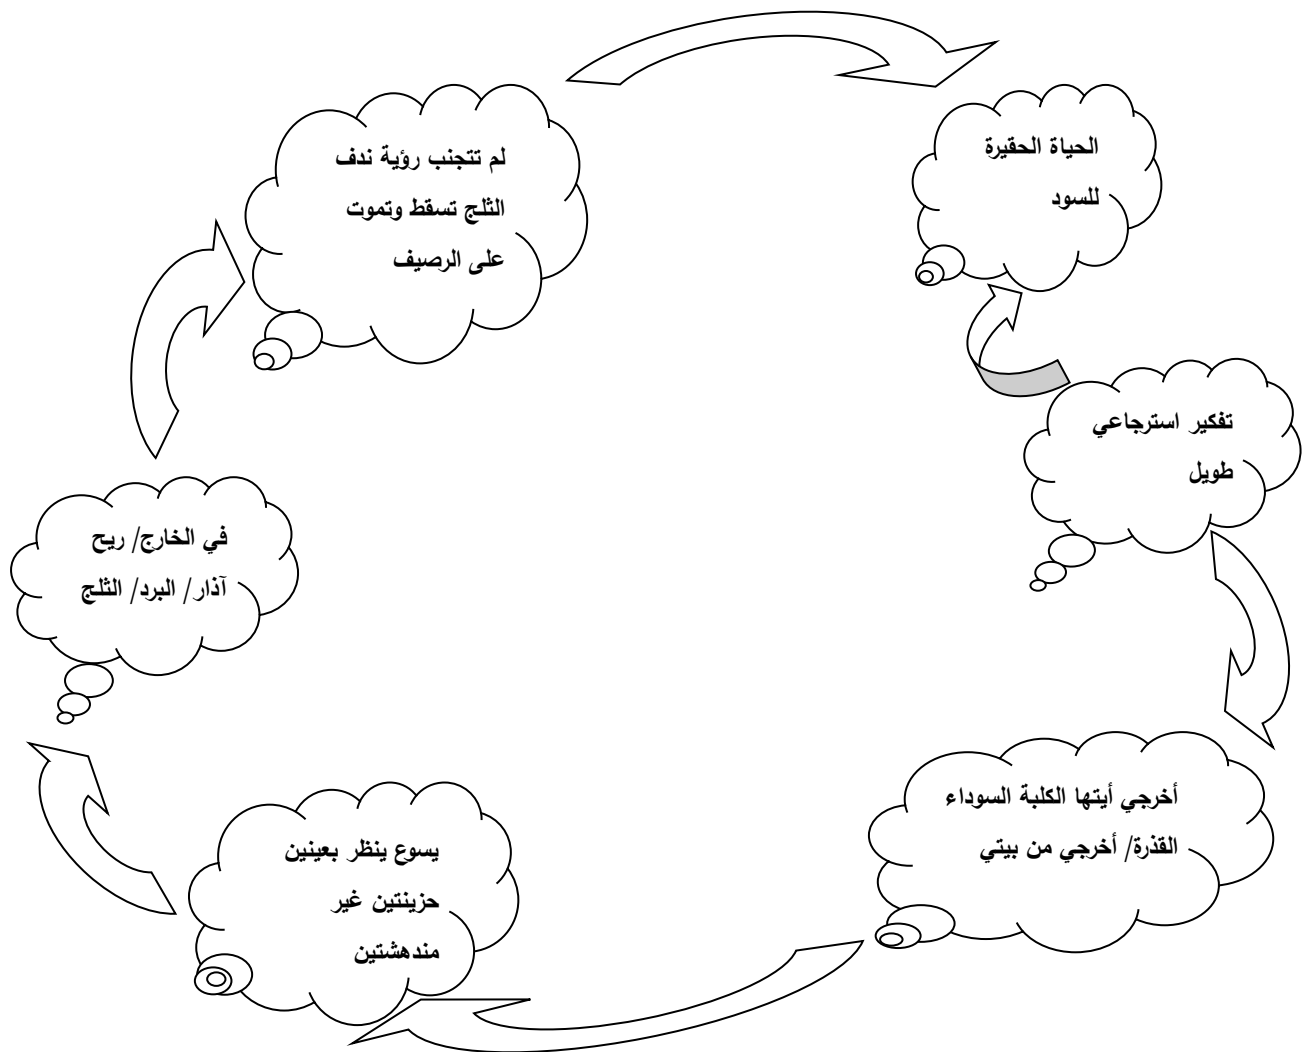 الحياة الحقيرة
للسود
لم تتجنب رؤية ندف
الثلج تسقط وتموت
على الرصيف
تفكير استرجاعي
طويل
في الخارج/ ريح
آذار/ البرد/ الثلج
أخرجي أيتها الكلبة السوداء
القذرة/ أخرجي من بيتي
يسوع ينظر بعينين
حزينتين غير
مندهشتين